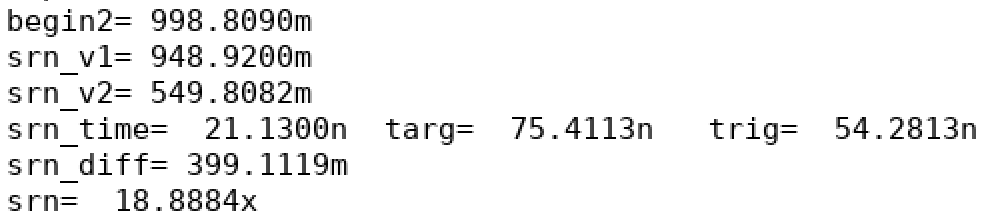 begin2= 998.8090m
srn_v1= 948.9200m
srn_v2= 549.8082m
srn_time=  21.1300n  targ=  75.4113n   trig=  54.2813n
srn_diff= 399.1119m
srn=  18.8884x